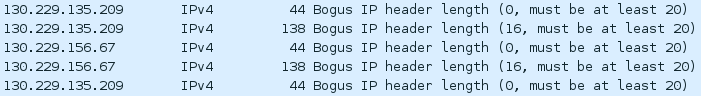 130.229.135.209 IPv4 44 Bogus IP header length (0, must be at least 20)
130.229.135.209 IPv4 138 Bogus IP header length (16, must be at least 20)
130.229.156.67 IPv4 44 Bogus IP header length (0, must be at least 20)
130.229.156.67 IPv4 138 Bogus IP header length (16, must be at least 20)
130.229.135.209 IPv4 44 Bogus IP header length (0, must be at least 20)